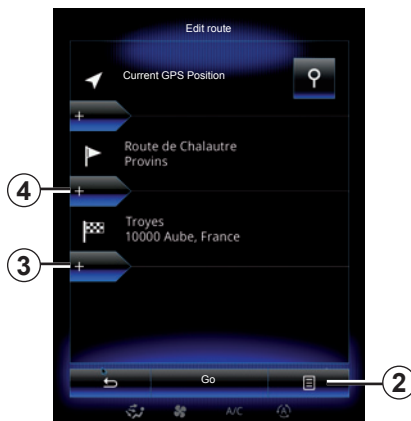 Edit route
Current GPS Position
+
Route de Chalautre
Provins
4
+
Troyes
10000 Aube, France
3
+
Go
2
A/C
A